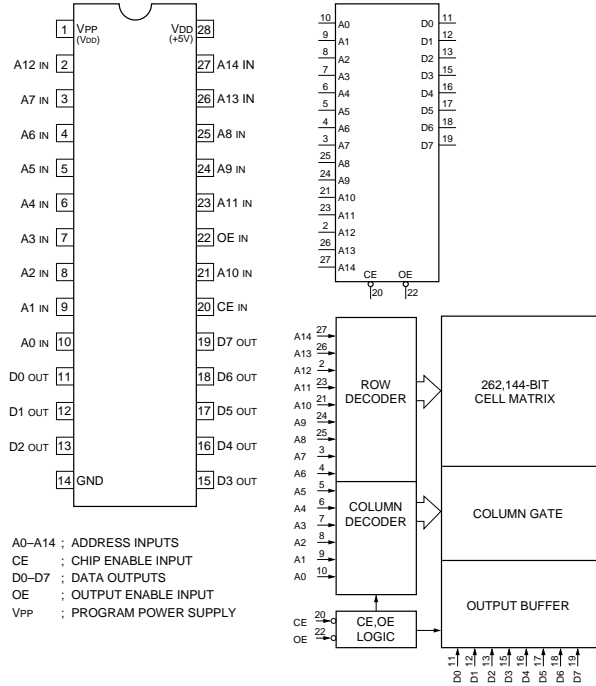 1 VPP (VDD)
VDD (+5V) 28
A12 IN 2
27 A14 IN
A7 IN 3
26 A13 IN
A6 IN 4
25 A8 IN
A5 IN 5
24 A9 IN
A4 IN 6
23 A11 IN
A3 IN 7
22 OE IN
A2 IN 8
21 A10 IN
A1 IN 9
20 CE IN
A0 IN 10
19 D7 OUT
D0 OUT 11
18 D6 OUT
D1 OUT 12
17 D5 OUT
D2 OUT 13
16 D4 OUT
14 GND
15 D3 OUT
A0–A14 ; ADDRESS INPUTS
CE ; CHIP ENABLE INPUT
D0–D7 ; DATA OUTPUTS
OE ; OUTPUT ENABLE INPUT
VPP ; PROGRAM POWER SUPPLY
10 A0
9 A1
8 A2
7 A3
6 A4
5 A5
4 A6
3 A7
25 A8
24 A9
21 A10
23 A11
2 A12
26 A13
27 A14
D0 11
D1 12
D2 13
D3 15
D4 16
D5 17
D6 18
D7 19
CE OE
20 22
A14 27
A13 26
A12 2
A11 23
A10 21
A9 24
A8 25
A7 3
A6 4
A5 5
A4 6
A3 7
A2 8
A1 9
A0 10
ROW
DECODER
COLUMN
DECODER
262,144-BIT
CELL MATRIX
COLUMN GATE
OUTPUT BUFFER
CE 20
OE 22
CE,OE
LOGIC
11 12 13 15 16 17 18 19
D0 D1 D2 D3 D4 D5 D6 D7